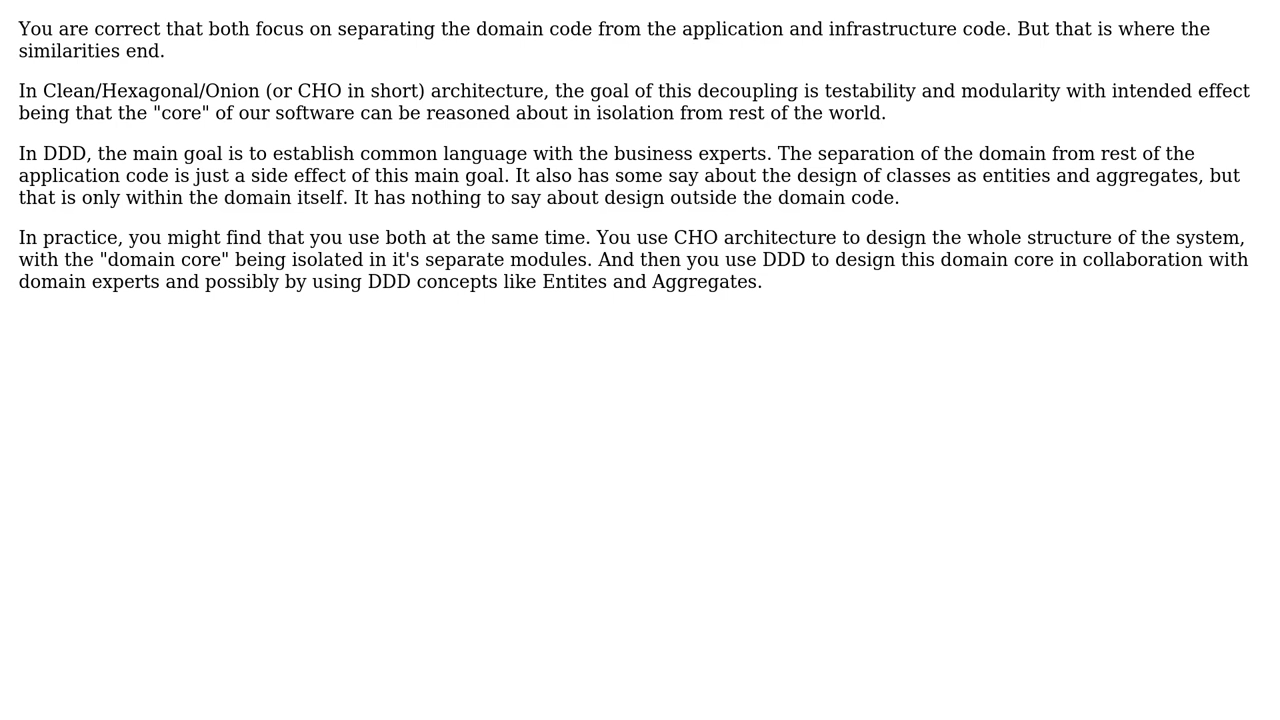 You are correct that both focus on separating the domain code from the application and infrastructure code. But that is where the
similarities end.
In Clean/Hexagonal/Onion (or CHO in short) architecture, the goal of this decoupling is testability and modularity with intended effect
being that the "core" of our software can be reasoned about in isolation from rest of the world.
In DDD, the main goal is to establish common language with the business experts. The separation of the domain from rest of the
application code is just a side effect of this main goal. It also has some say about the design of classes as entities and aggregates, but
that is only within the domain itself. It has nothing to say about design outside the domain code.
In practice, you might find that you use both at the same time. You use CHO architecture to design the whole structure of the system,
with the "domain core" being isolated in it's separate modules. And then you use DDD to design this domain core in collaboration with
domain experts and possibly by using DDD concepts like Entites and Aggregates.